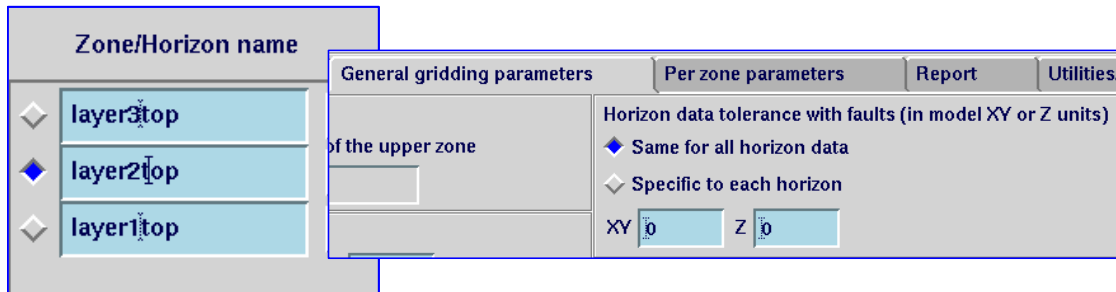 Zone/Horizon name
layer3top
layer2top
layer1top
General gridding parameters
Per zone parameters
Report
Utilities
of the upper zone
Horizon data tolerance with faults (in model XY or Z units)
Same for all horizon data
Specific to each horizon
XY 0 Z 0